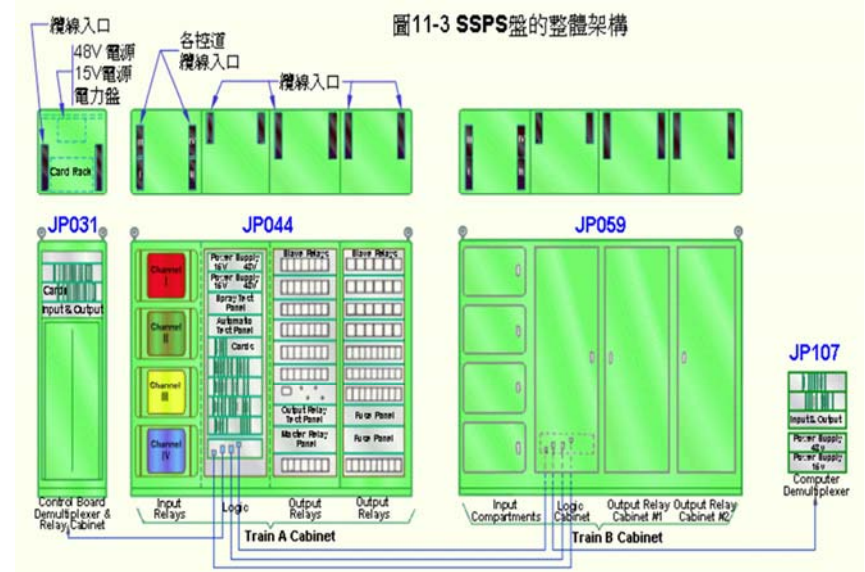 圖11-3 SSPS盤的整體架構
纜線入口
48V 電源
15V電源
電力盤
各控道
纜線入口
纜線入口
Card Rack
III
IV
I
II
JP031
JP044
JP059
JP107
Cards
Input & Output
Channel
I
Channel
II
Channel
III
Channel
IV
Power Supply
15V 48V
Power Supply
15V 48V
Spray Test
Panel
Automatic
Test Panel
Cards
Slave Relays
Output Relay
Test Panel
Master Relay
Panel
Slave Relays
Fuse Panel
Fuse Panel
Input & Output
Power Supply
48v
Power Supply
15v
Computer
Demultiplexer
Control Board
Demultiplexer &
Relay Cabinet
Input
Relays
Logic
Output
Relays
Output
Relays
Train A Cabinet
Input
Compartments
Logic
Cabinet
Output Relay
Cabinet #1
Output Relay
Cabinet #2
Train B Cabinet